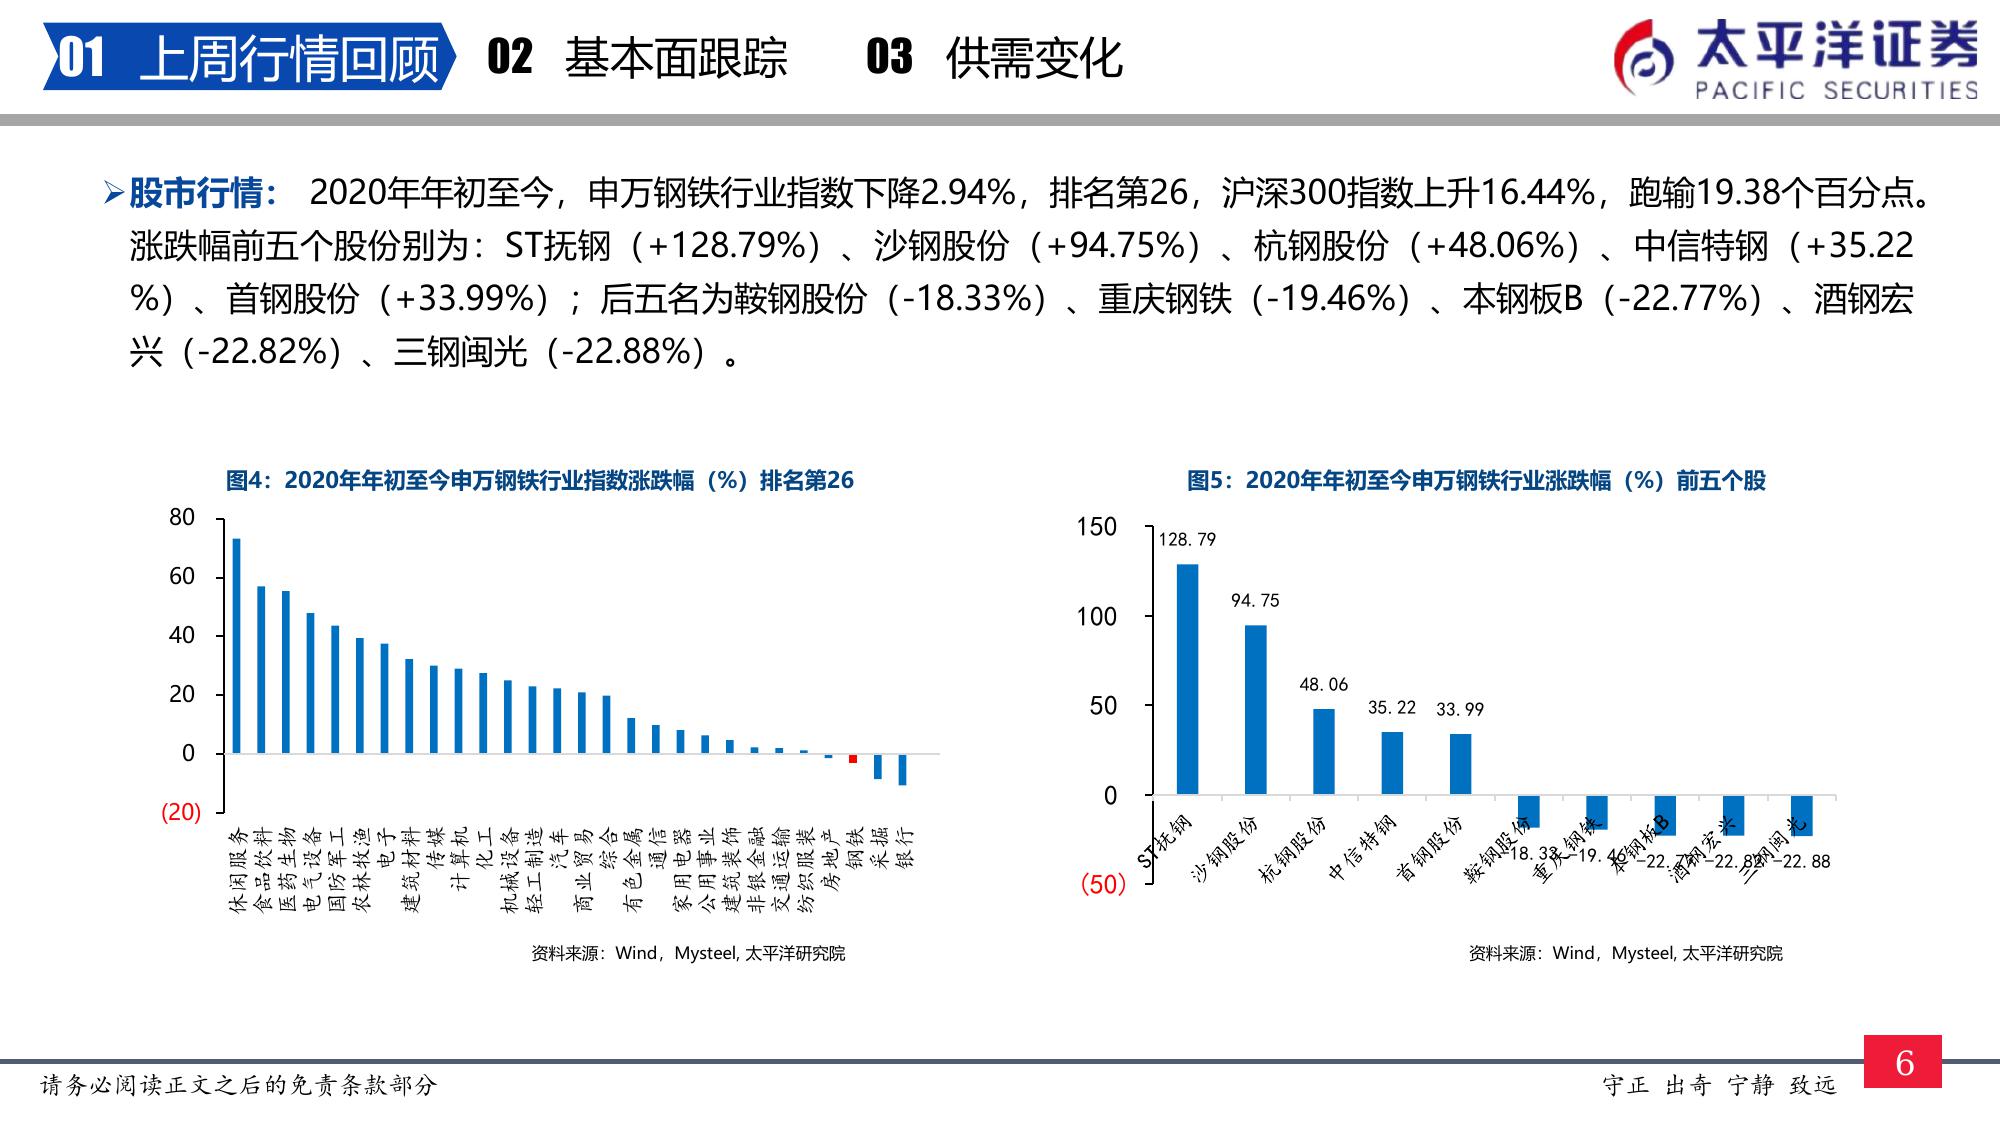 01 上周行情回顾 02 基本面跟踪 03 供需变化
太平洋证券
PACIFIC SECURITIES
➢股市行情： 2020年年初至今，申万钢铁行业指数下降2.94%，排名第26，沪深300指数上升16.44%，跑输19.38个百分点。
涨跌幅前五个股份别为：ST抚钢（+128.79%）、沙钢股份（+94.75%）、杭钢股份（+48.06%）、中信特钢（+35.22
%）、首钢股份（+33.99%）；后五名为鞍钢股份（-18.33%）、重庆钢铁（-19.46%）、本钢板B（-22.77%）、酒钢宏
兴（-22.82%）、三钢闽光（-22.88%）。
图4：2020年年初至今申万钢铁行业指数涨跌幅（%）排名第26
80
60
40
20
0
(20)
休闲服务
食品饮料
医药生物
电气设备
国防军工
农林牧渔
电子
建筑材料
传媒
计算机
化工
机械设备
轻工制造
汽车
商业贸易
综合
有色金属
通信
家用电器
公用事业
建筑装饰
非银金融
交通运输
纺织服装
房地产
钢铁
采掘
银行
资料来源：Wind，Mysteel, 太平洋研究院
图5：2020年年初至今申万钢铁行业涨跌幅（%）前五个股
150
100
50
0
(50)
128.79
94.75
48.06
35.22
33.99
-18.33
-19.46
-22.77
-22.82
-22.88
ST抚钢
沙钢股份
杭钢股份
中信特钢
首钢股份
鞍钢股份
重庆钢铁
本钢板B
酒钢宏兴
三钢闽光
资料来源：Wind，Mysteel, 太平洋研究院
请务必阅读正文之后的免责条款部分
守正 出奇 宁静 致远
6